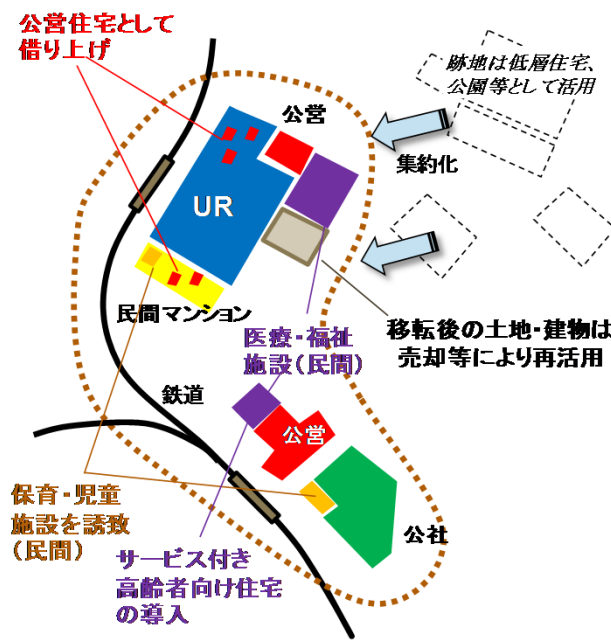 公営住宅として
借り上げ
跡地は低層住宅、
公園等として活用
公営
集約化
UR
民間マンション
医療・福祉
施設(民間)
移転後の土地・建物は
売却等により再活用
鉄道
公営
保育・児童
施設を誘致
(民間)
公社
サービス付き
高齢者向け住宅
の導入